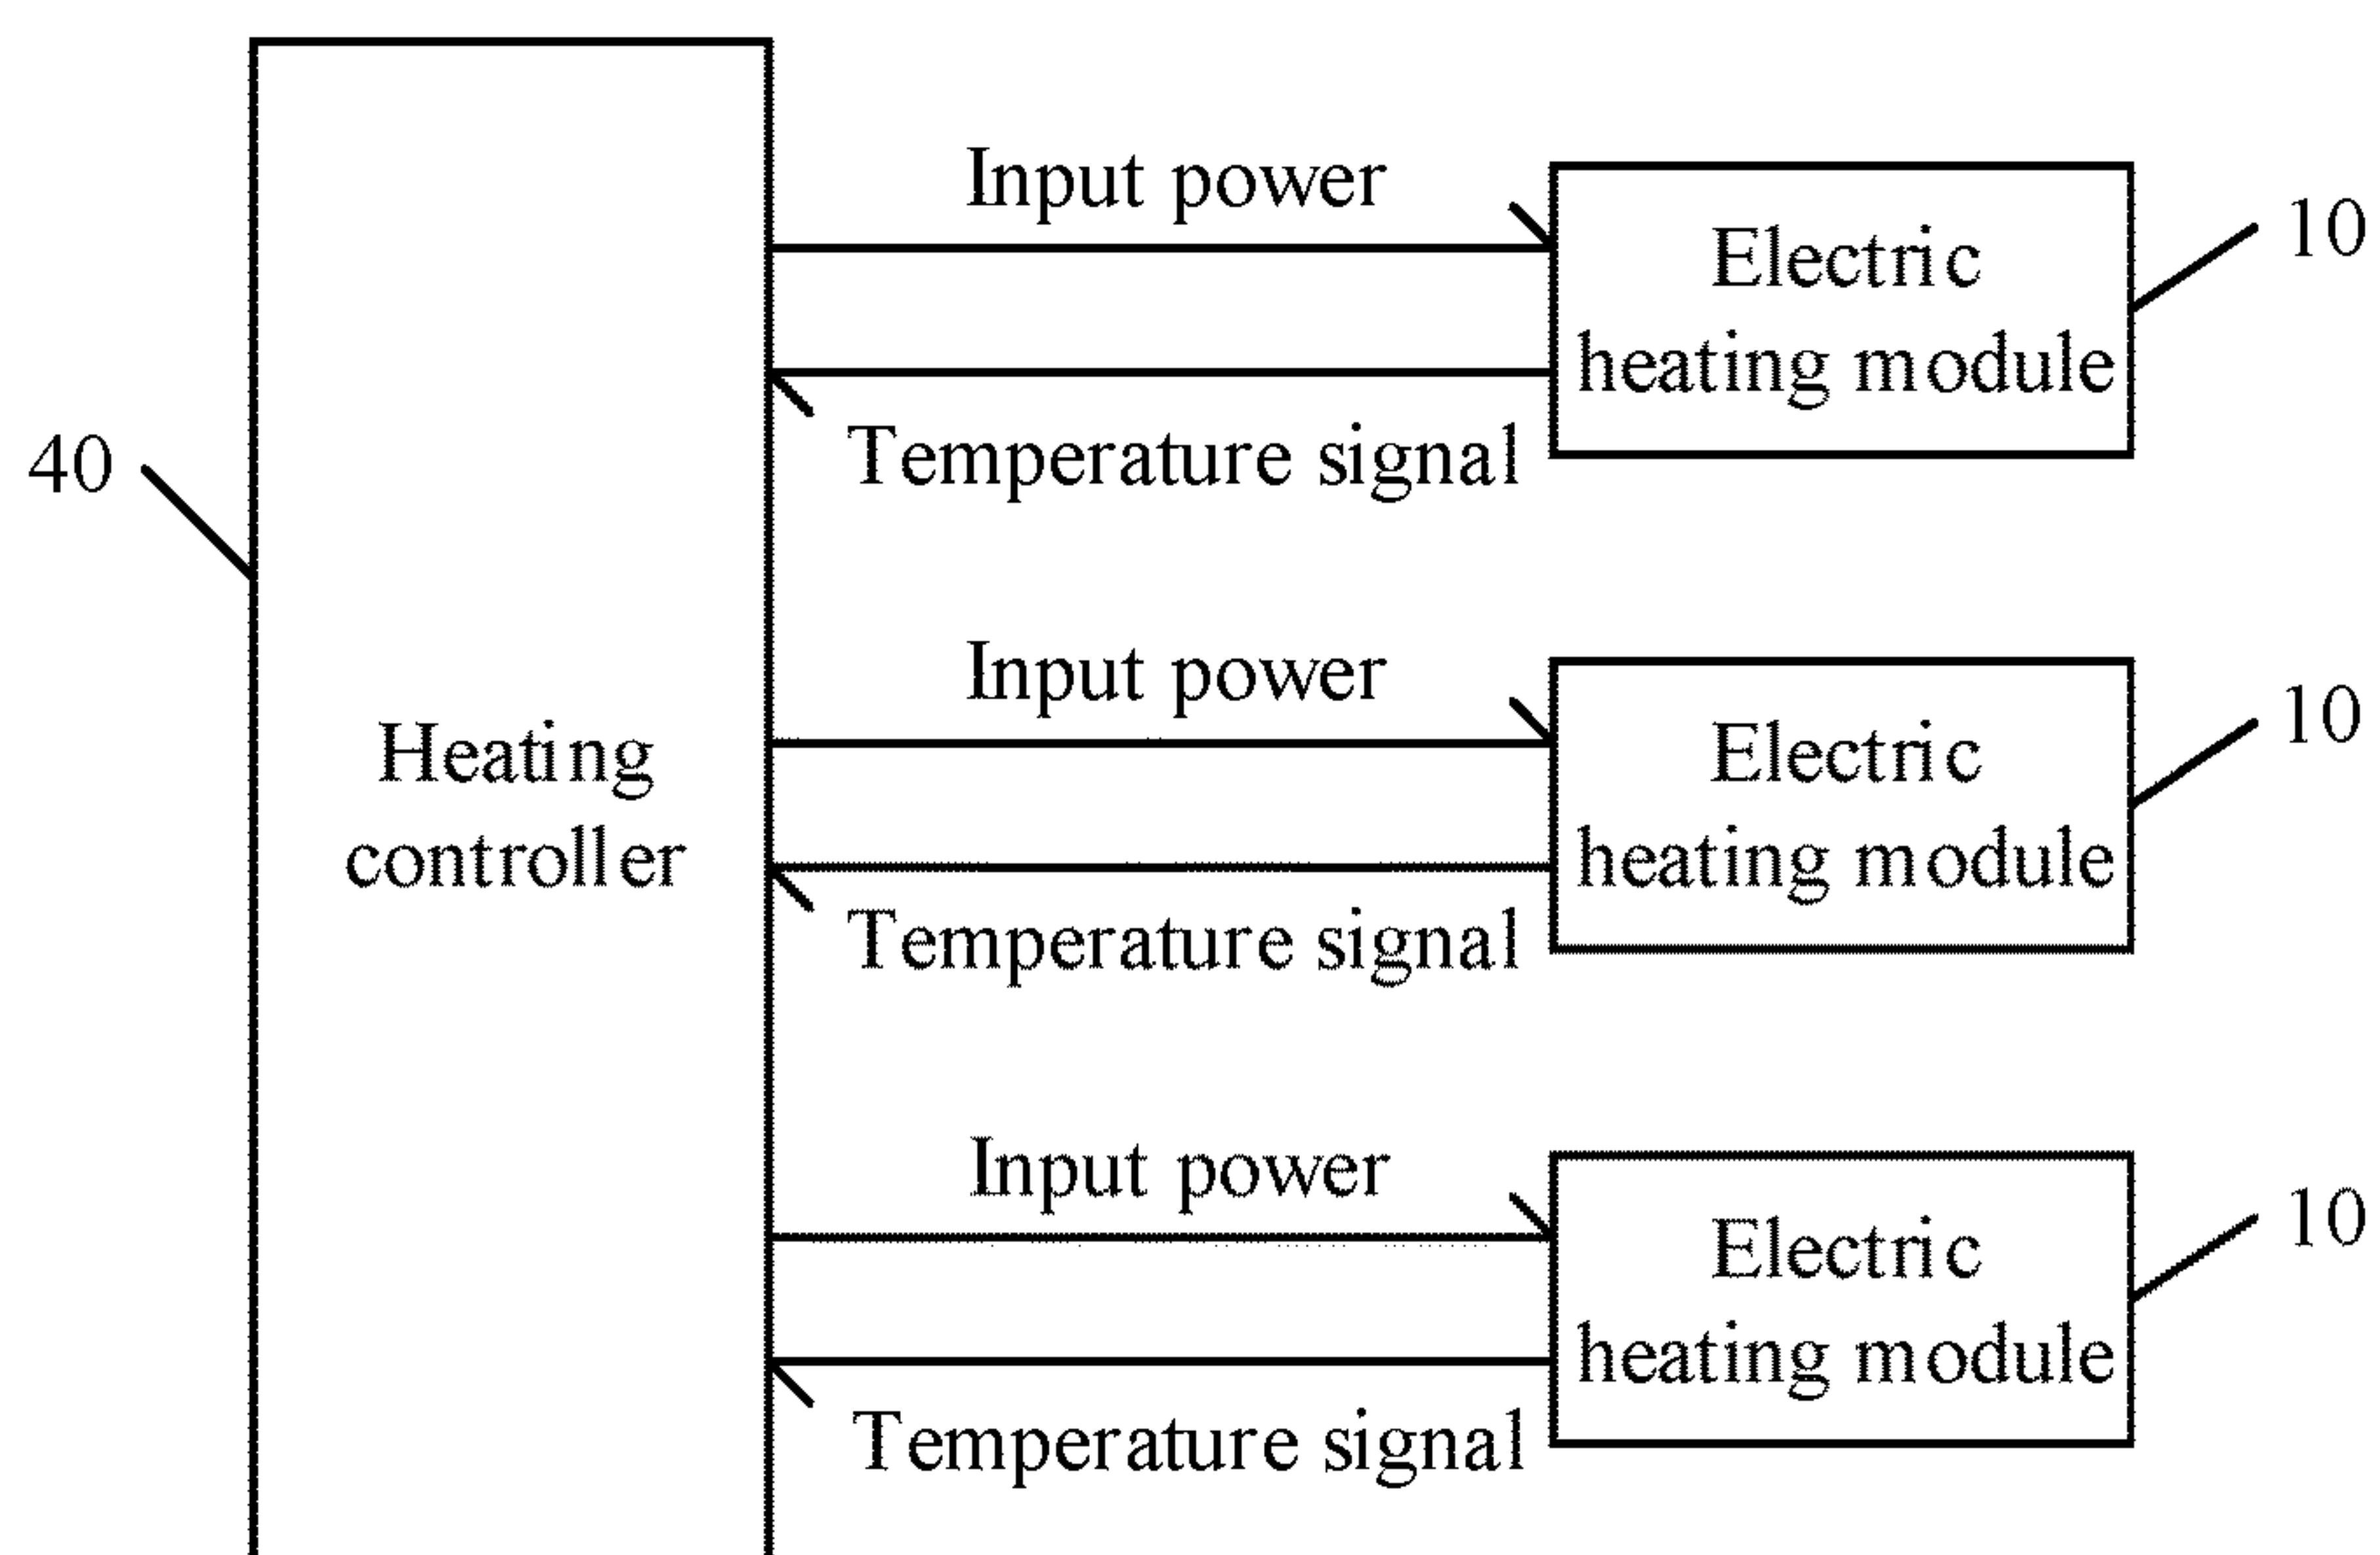 Input power
10
Electric
heating module
40
Temperature signal
Input power
10
Heating
controller
Electric
heating module
Temperature signal
Input power
10
Electric
heating module
Temperature signal